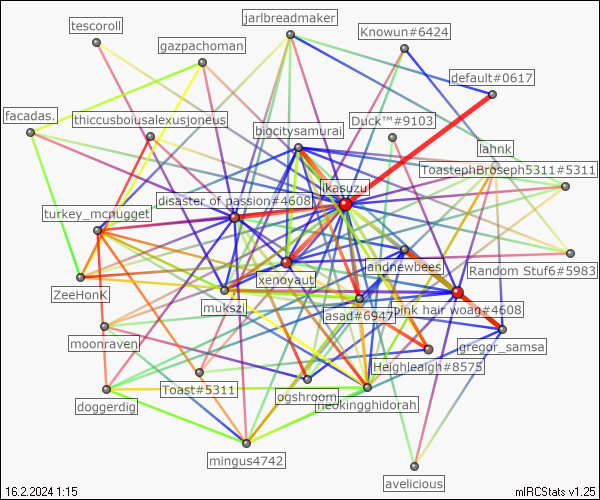 jarlbreadmaker
tescoroll
Knowun#6424
gazpachoman
default#0617
facadas.
thiccusboiusalexusjoneus
Duck™#9103
bigcitysamurai
lahnk
ToastephBroseph5311#5311
ikasuzu
disaster of passion#4608
turkey_mcnugget
andnewbees
Random Stuf6#5983
xenoyaut
ZeeHonK
mukszi
asad#6947
pink hair woag#4608
moonraven
gregor_samsa
Heighleaigh#8575
Toast#5311
ogshroom
neokingghidorah
doggerdig
mingus4742
avelicious
16.2.2024 1:15
mIRCStats v1.25